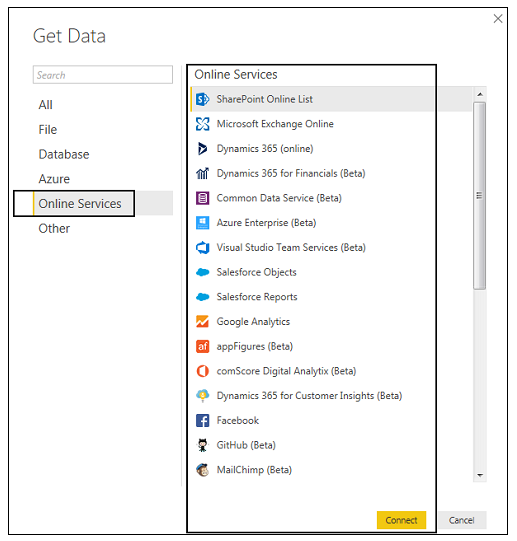 Get Data
Search
All
File
Database
Azure
Online Services
Other
Online Services
SharePoint Online List
Microsoft Exchange Online
Dynamics 365 (online)
Dynamics 365 for Financials (Beta)
Common Data Service (Beta)
Azure Enterprise (Beta)
Visual Studio Team Services (Beta)
Salesforce Objects
Salesforce Reports
Google Analytics
appFigures (Beta)
comScore Digital Analytix (Beta)
Dynamics 365 for Customer Insights (Beta)
Facebook
GitHub (Beta)
MailChimp (Beta)
Connect
Cancel